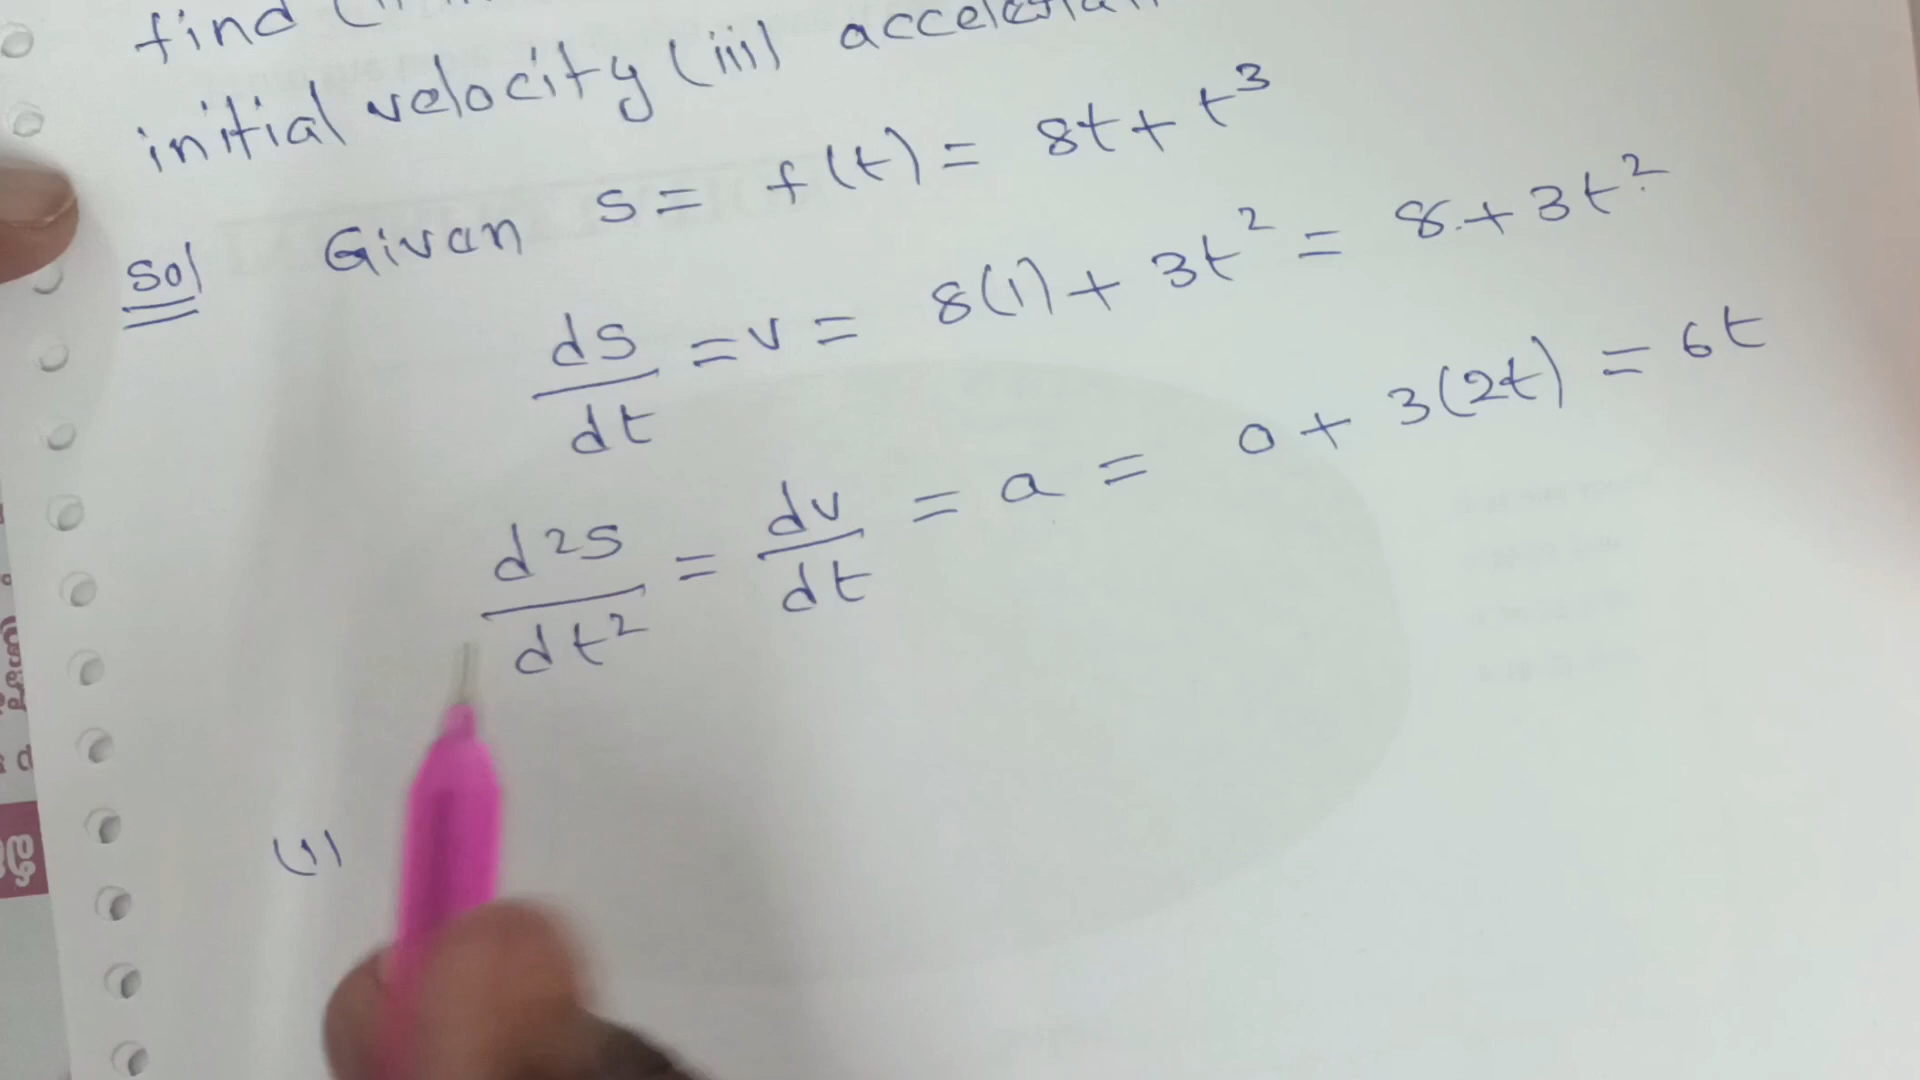 find
initial velocity (iii)
Sol Given s = f(t) = 8t + t³
ds/dt = v = 8(1) + 3t² = 8 + 3t²
d²s/dt² = dv/dt = a = 0 + 3(2t) = 6t
(1)